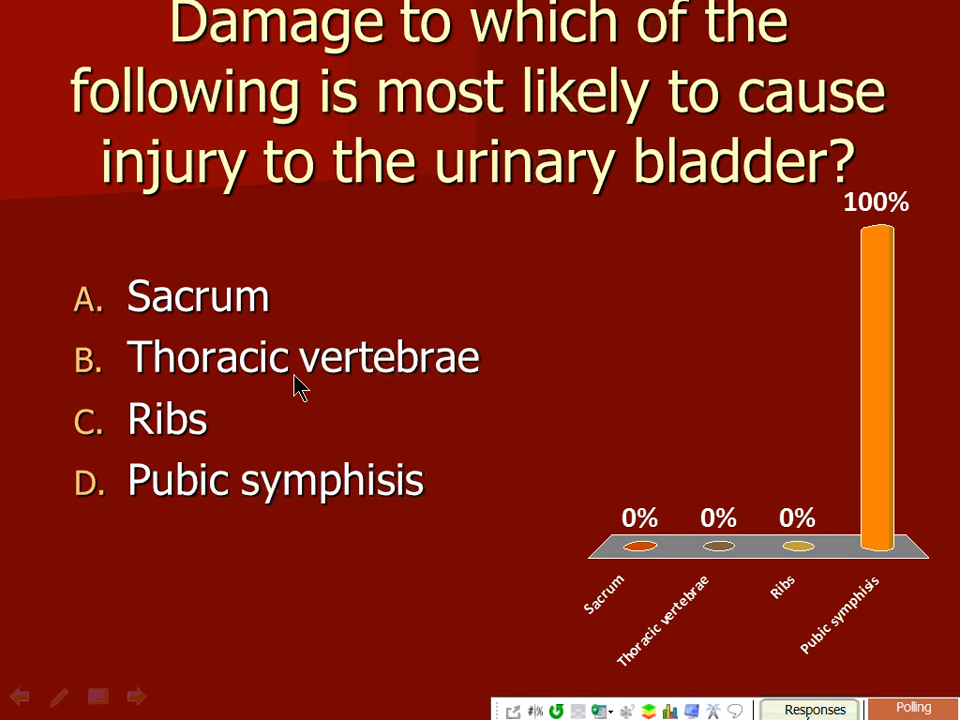 Damage to which of the
following is most likely to cause
injury to the urinary bladder?
100%
A. Sacrum
B. Thoracic vertebrae
C. Ribs
D. Pubic symphisis
0% 0% 0%
Sacrum
Thoracic vertebrae
Ribs
Pubic symphisis
Responses
Polling